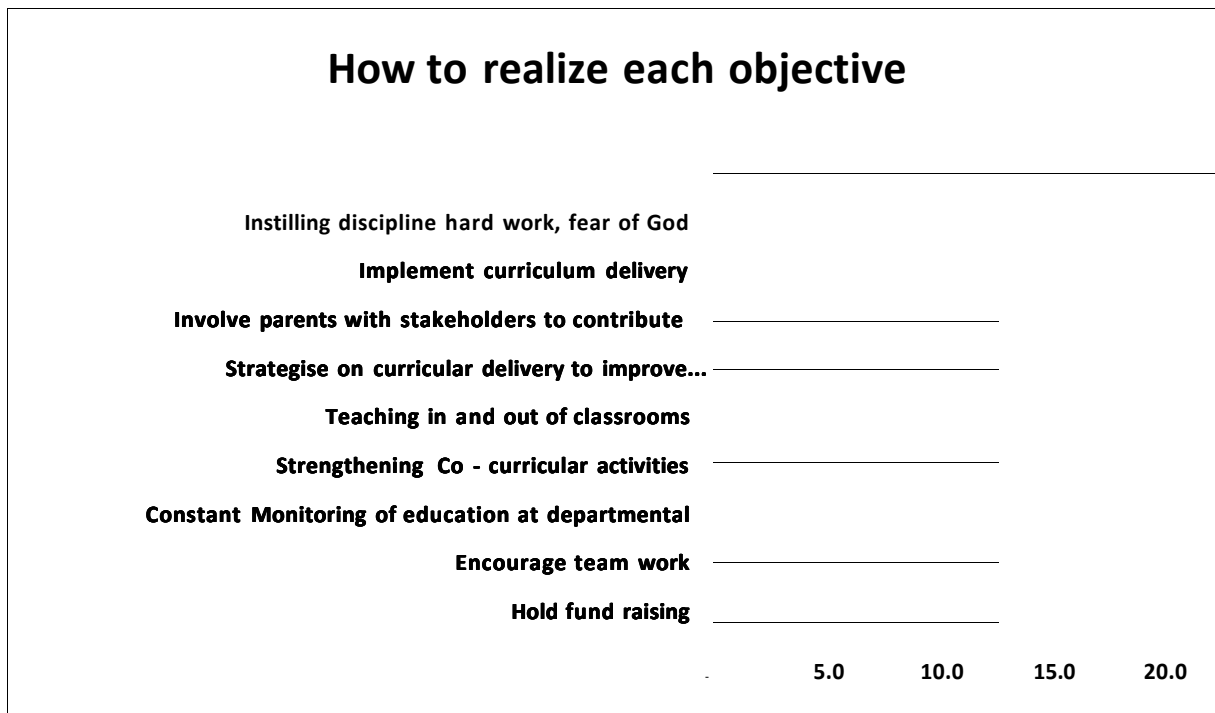 How to realize each objective
Instilling discipline hard work, fear of God
Implement curriculum delivery
Involve parents with stakeholders to contribute
Strategise on curricular delivery to improve...
Teaching in and out of classrooms
Strengthening Co - curricular activities
Constant Monitoring of education at departmental
Encourage team work
Hold fund raising
- 5.0 10.0 15.0 20.0